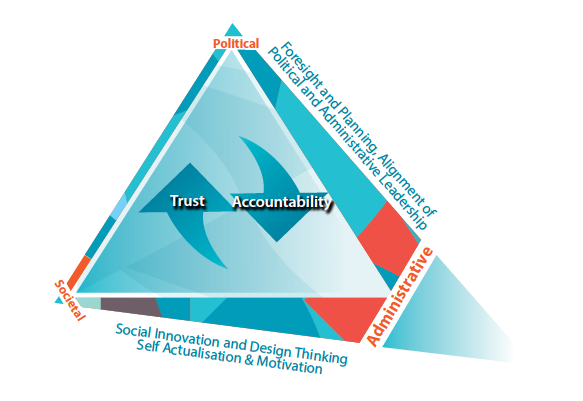 Political
Foresight and Planning, Alignment of
Political and Administrative Leadership
Trust
Accountability
Societal
Administrative
Social Innovation and Design Thinking
Self Actualisation & Motivation